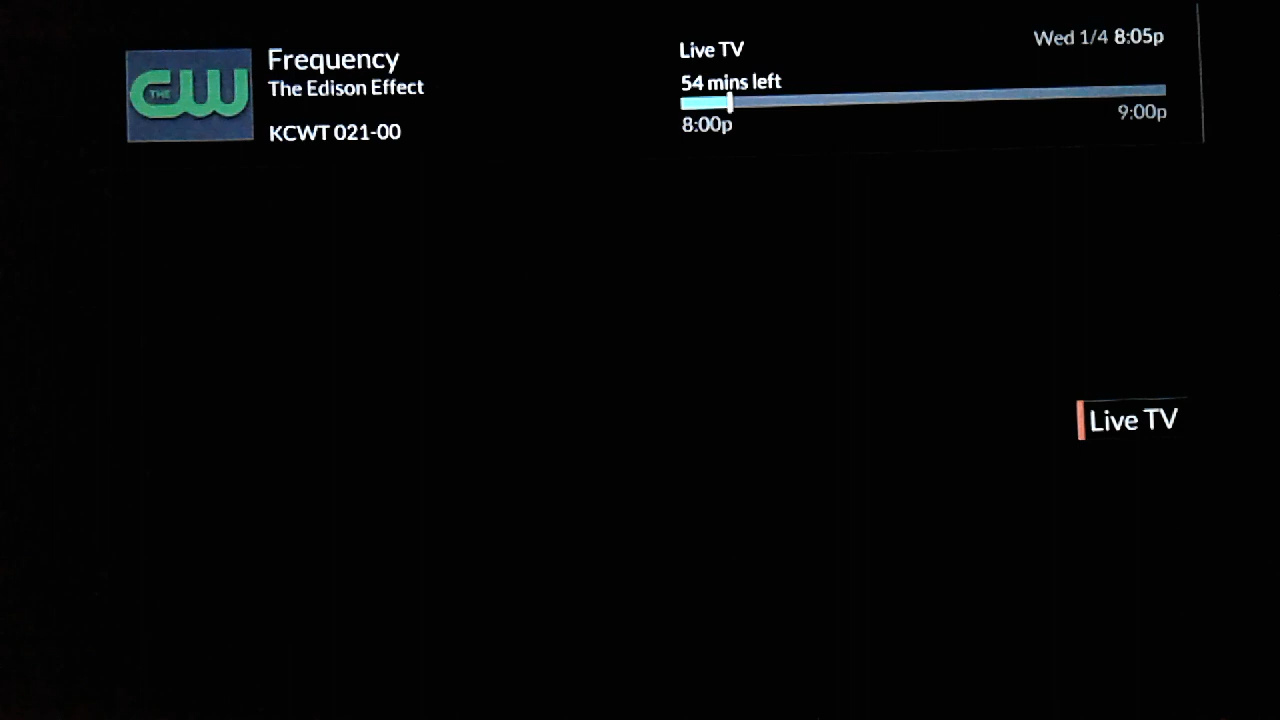 THE CW
Frequency
The Edison Effect
KCWT 021-00
Live TV
Wed 1/4 8:05p
54 mins left
8:00p
9:00p
Live TV